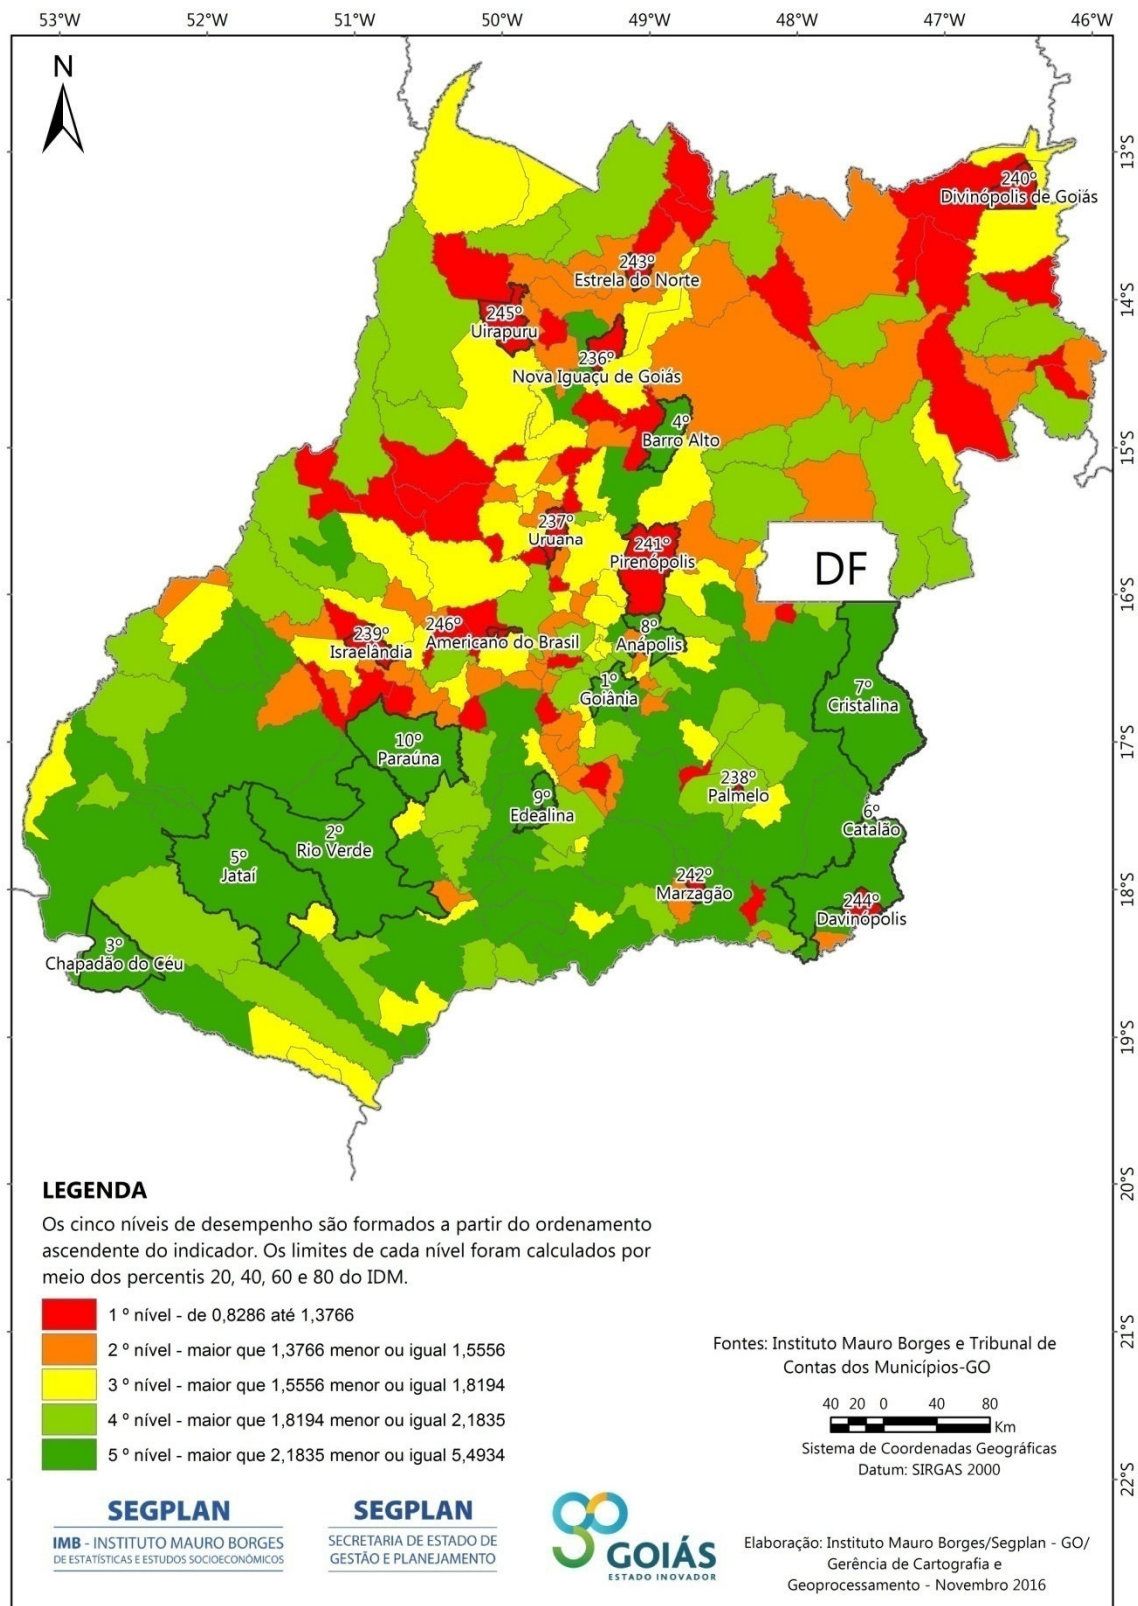 53°W 52°W 51°W 50°W 49°W 48°W 47°W 46°W
N
13°S
240º
Divinópolis de Goiás
243º
Estrela do Norte
14°S
245º
Uirapuru
236º
Nova Iguaçu de Goiás
4º
Barro Alto
15°S
237º
Uruana
241º
Pirenópolis
DF
16°S
246º
Americano do Brasil
239º
Israelândia
8º
Anápolis
1º
Goiânia
7º
Cristalina
17°S
10º
Paraúna
238º
Palmelo
9º
Edealina
6º
Catalão
2º
Rio Verde
5º
Jataí
18°S
242º
Marzagão
244º
Davinópolis
3º
Chapadão do Céu
19°S
20°S
21°S
22°S
LEGENDA
Os cinco níveis de desempenho são formados a partir do ordenamento
ascendente do indicador. Os limites de cada nível foram calculados por
meio dos percentis 20, 40, 60 e 80 do IDM.
1 º nível - de 0,8286 até 1,3766
2 º nível - maior que 1,3766 menor ou igual 1,5556
3 º nível - maior que 1,5556 menor ou igual 1,8194
4 º nível - maior que 1,8194 menor ou igual 2,1835
5 º nível - maior que 2,1835 menor ou igual 5,4934
Fontes: Instituto Mauro Borges e Tribunal de
Contas dos Municípios-GO
40 20 0 40 80
Km
Sistema de Coordenadas Geográficas
Datum: SIRGAS 2000
SEGPLAN
IMB - INSTITUTO MAURO BORGES
DE ESTATÍSTICAS E ESTUDOS SOCIOECONÔMICOS
SEGPLAN
SECRETARIA DE ESTADO DE
GESTÃO E PLANEJAMENTO
GOIÁS
ESTADO INOVADOR
Elaboração: Instituto Mauro Borges/Segplan - GO/
Gerência de Cartografia e
Geoprocessamento - Novembro 2016